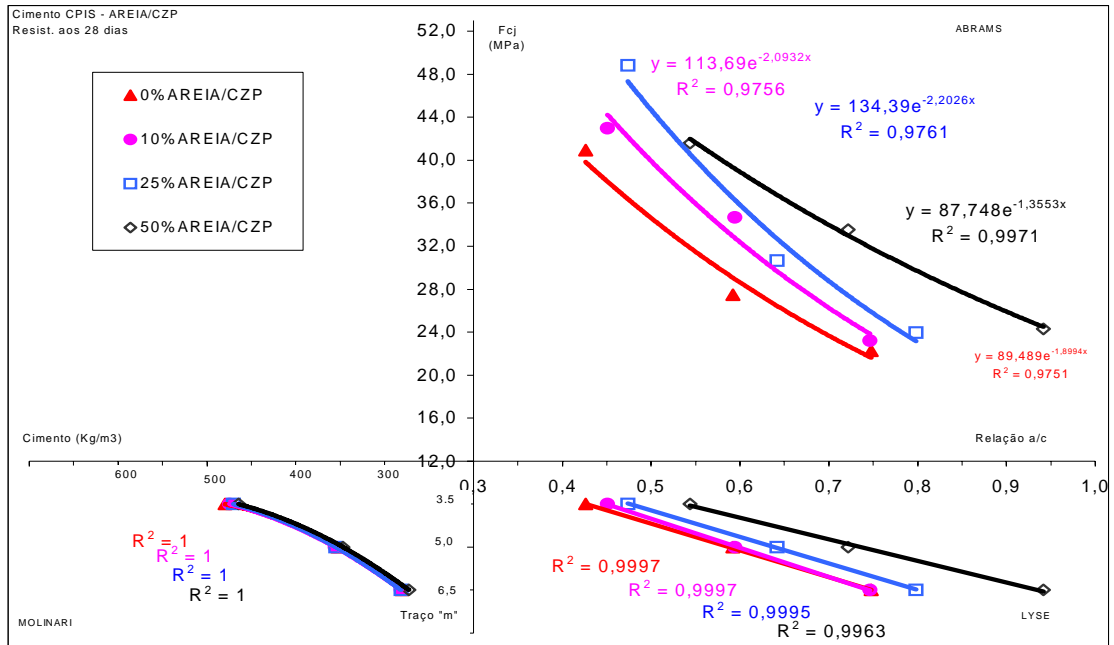 Cimento CPIS - AREIA/CZP
Resist. aos 28 dias
0%AREIA/CZP
10%AREIA/CZP
25%AREIA/CZP
50%AREIA/CZP
Fcj
(MPa)
ABRAMS
52,0
48,0
44,0
40,0
36,0
32,0
28,0
24,0
20,0
16,0
12,0
y = 113,69e^-2,0932x
R² = 0,9756
y = 134,39e^-2,2026x
R² = 0,9761
y = 87,748e^-1,3553x
R² = 0,9971
y = 89,489e^-1,8994x
R² = 0,9751
Cimento (Kg/m3)
Relação a/c
600
500
400
300
0,3
0,4
0,5
0,6
0,7
0,8
0,9
1,0
3.5
5,0
6,5
R² = 1
R² = 1
R² = 1
R² = 1
R² = 0,9997
R² = 0,9997
R² = 0,9995
R² = 0,9963
MOLINARI
Traço "m"
LYSE